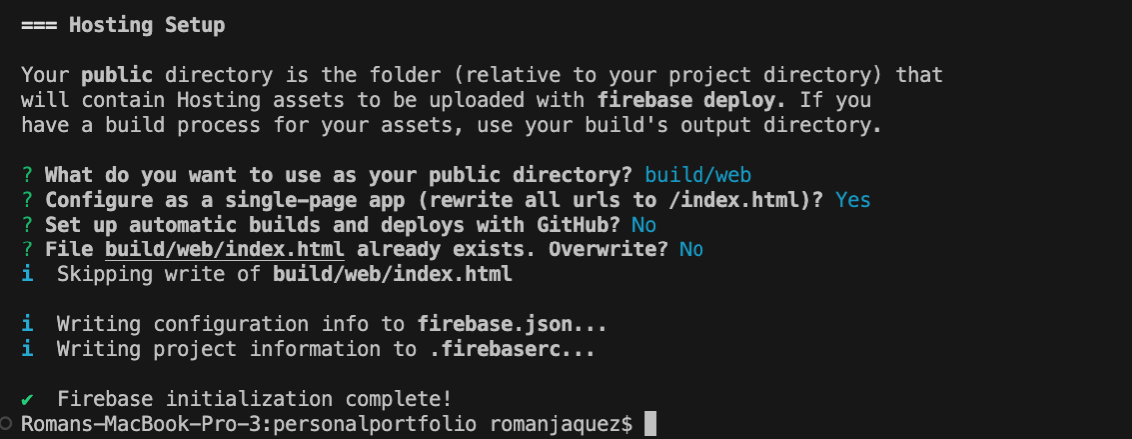 === Hosting Setup
Your public directory is the folder (relative to your project directory) that
will contain Hosting assets to be uploaded with firebase deploy. If you
have a build process for your assets, use your build's output directory.
? What do you want to use as your public directory? build/web
? Configure as a single-page app (rewrite all urls to /index.html)? Yes
? Set up automatic builds and deploys with GitHub? No
? File build/web/index.html already exists. Overwrite? No
i  Skipping write of build/web/index.html
i  Writing configuration info to firebase.json...
i  Writing project information to .firebaserc...
✔  Firebase initialization complete!
Romans-MacBook-Pro-3:personalportfolio romanjaquez$